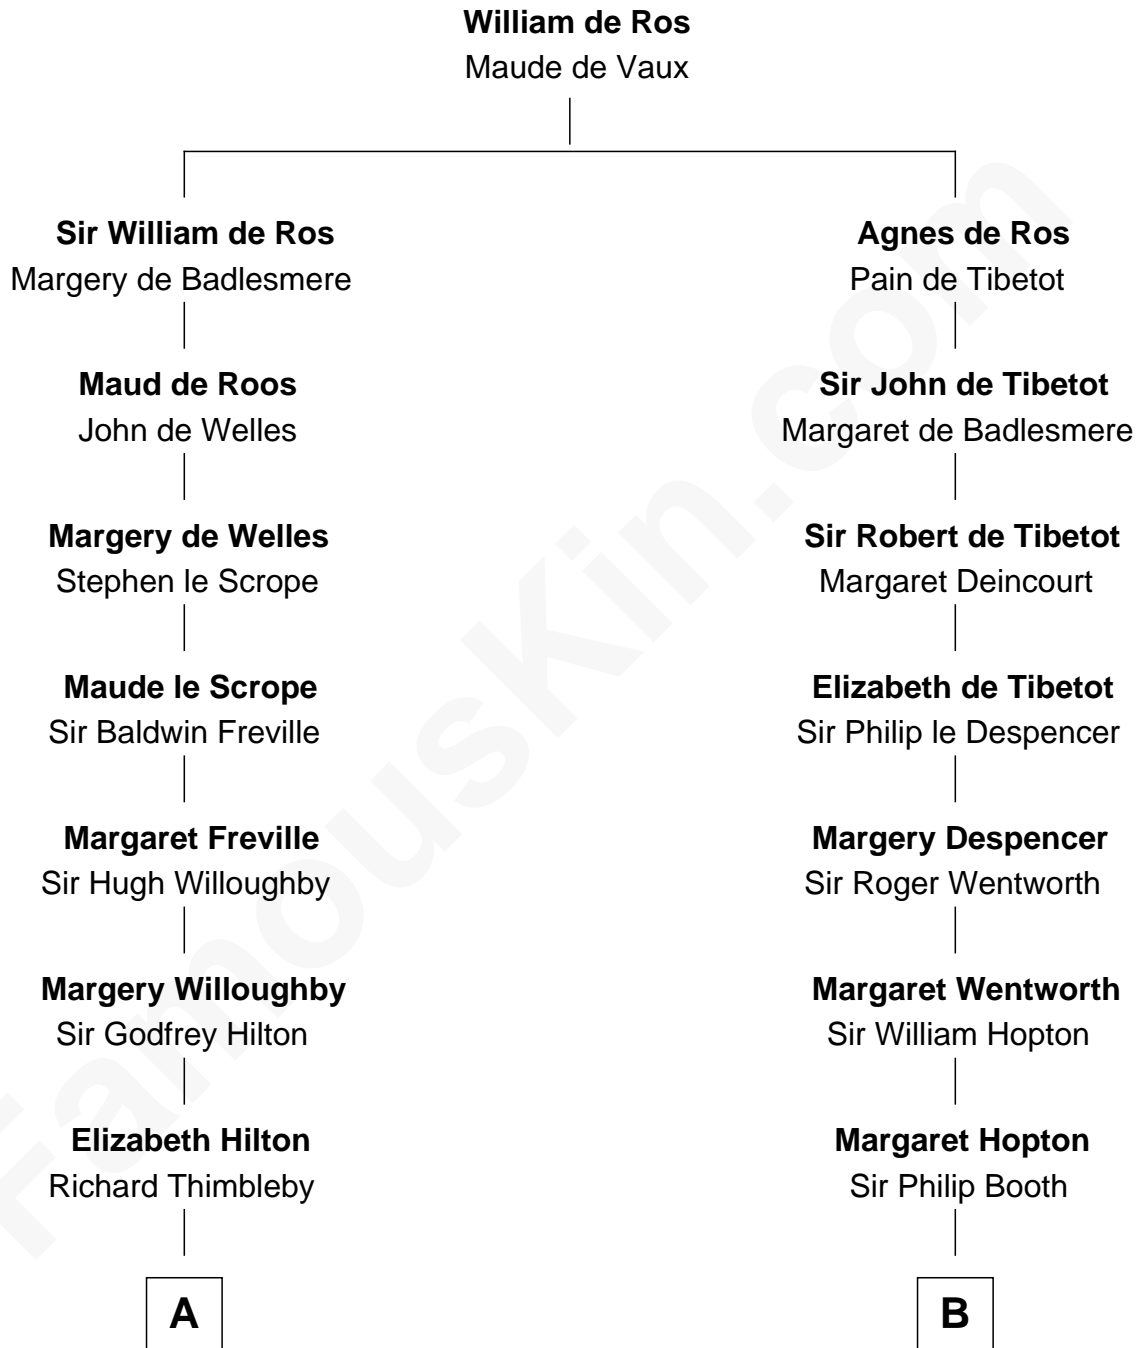 William de Ros
Maude de Vaux
Sir William de Ros
Margery de Badlesmere
Agnes de Ros
Pain de Tibetot
Maud de Roos
John de Welles
Sir John de Tibetot
Margaret de Badlesmere
Margery de Welles
Stephen le Scrope
Sir Robert de Tibetot
Margaret Deincourt
Maude le Scrope
Sir Baldwin Freville
Elizabeth de Tibetot
Sir Philip le Despencer
Margaret Freville
Sir Hugh Willoughby
Margery Despencer
Sir Roger Wentworth
Margery Willoughby
Sir Godfrey Hilton
Margaret Wentworth
Sir William Hopton
Elizabeth Hilton
Richard Thimbleby
Margaret Hopton
Sir Philip Booth
A
B
FamousKin.com